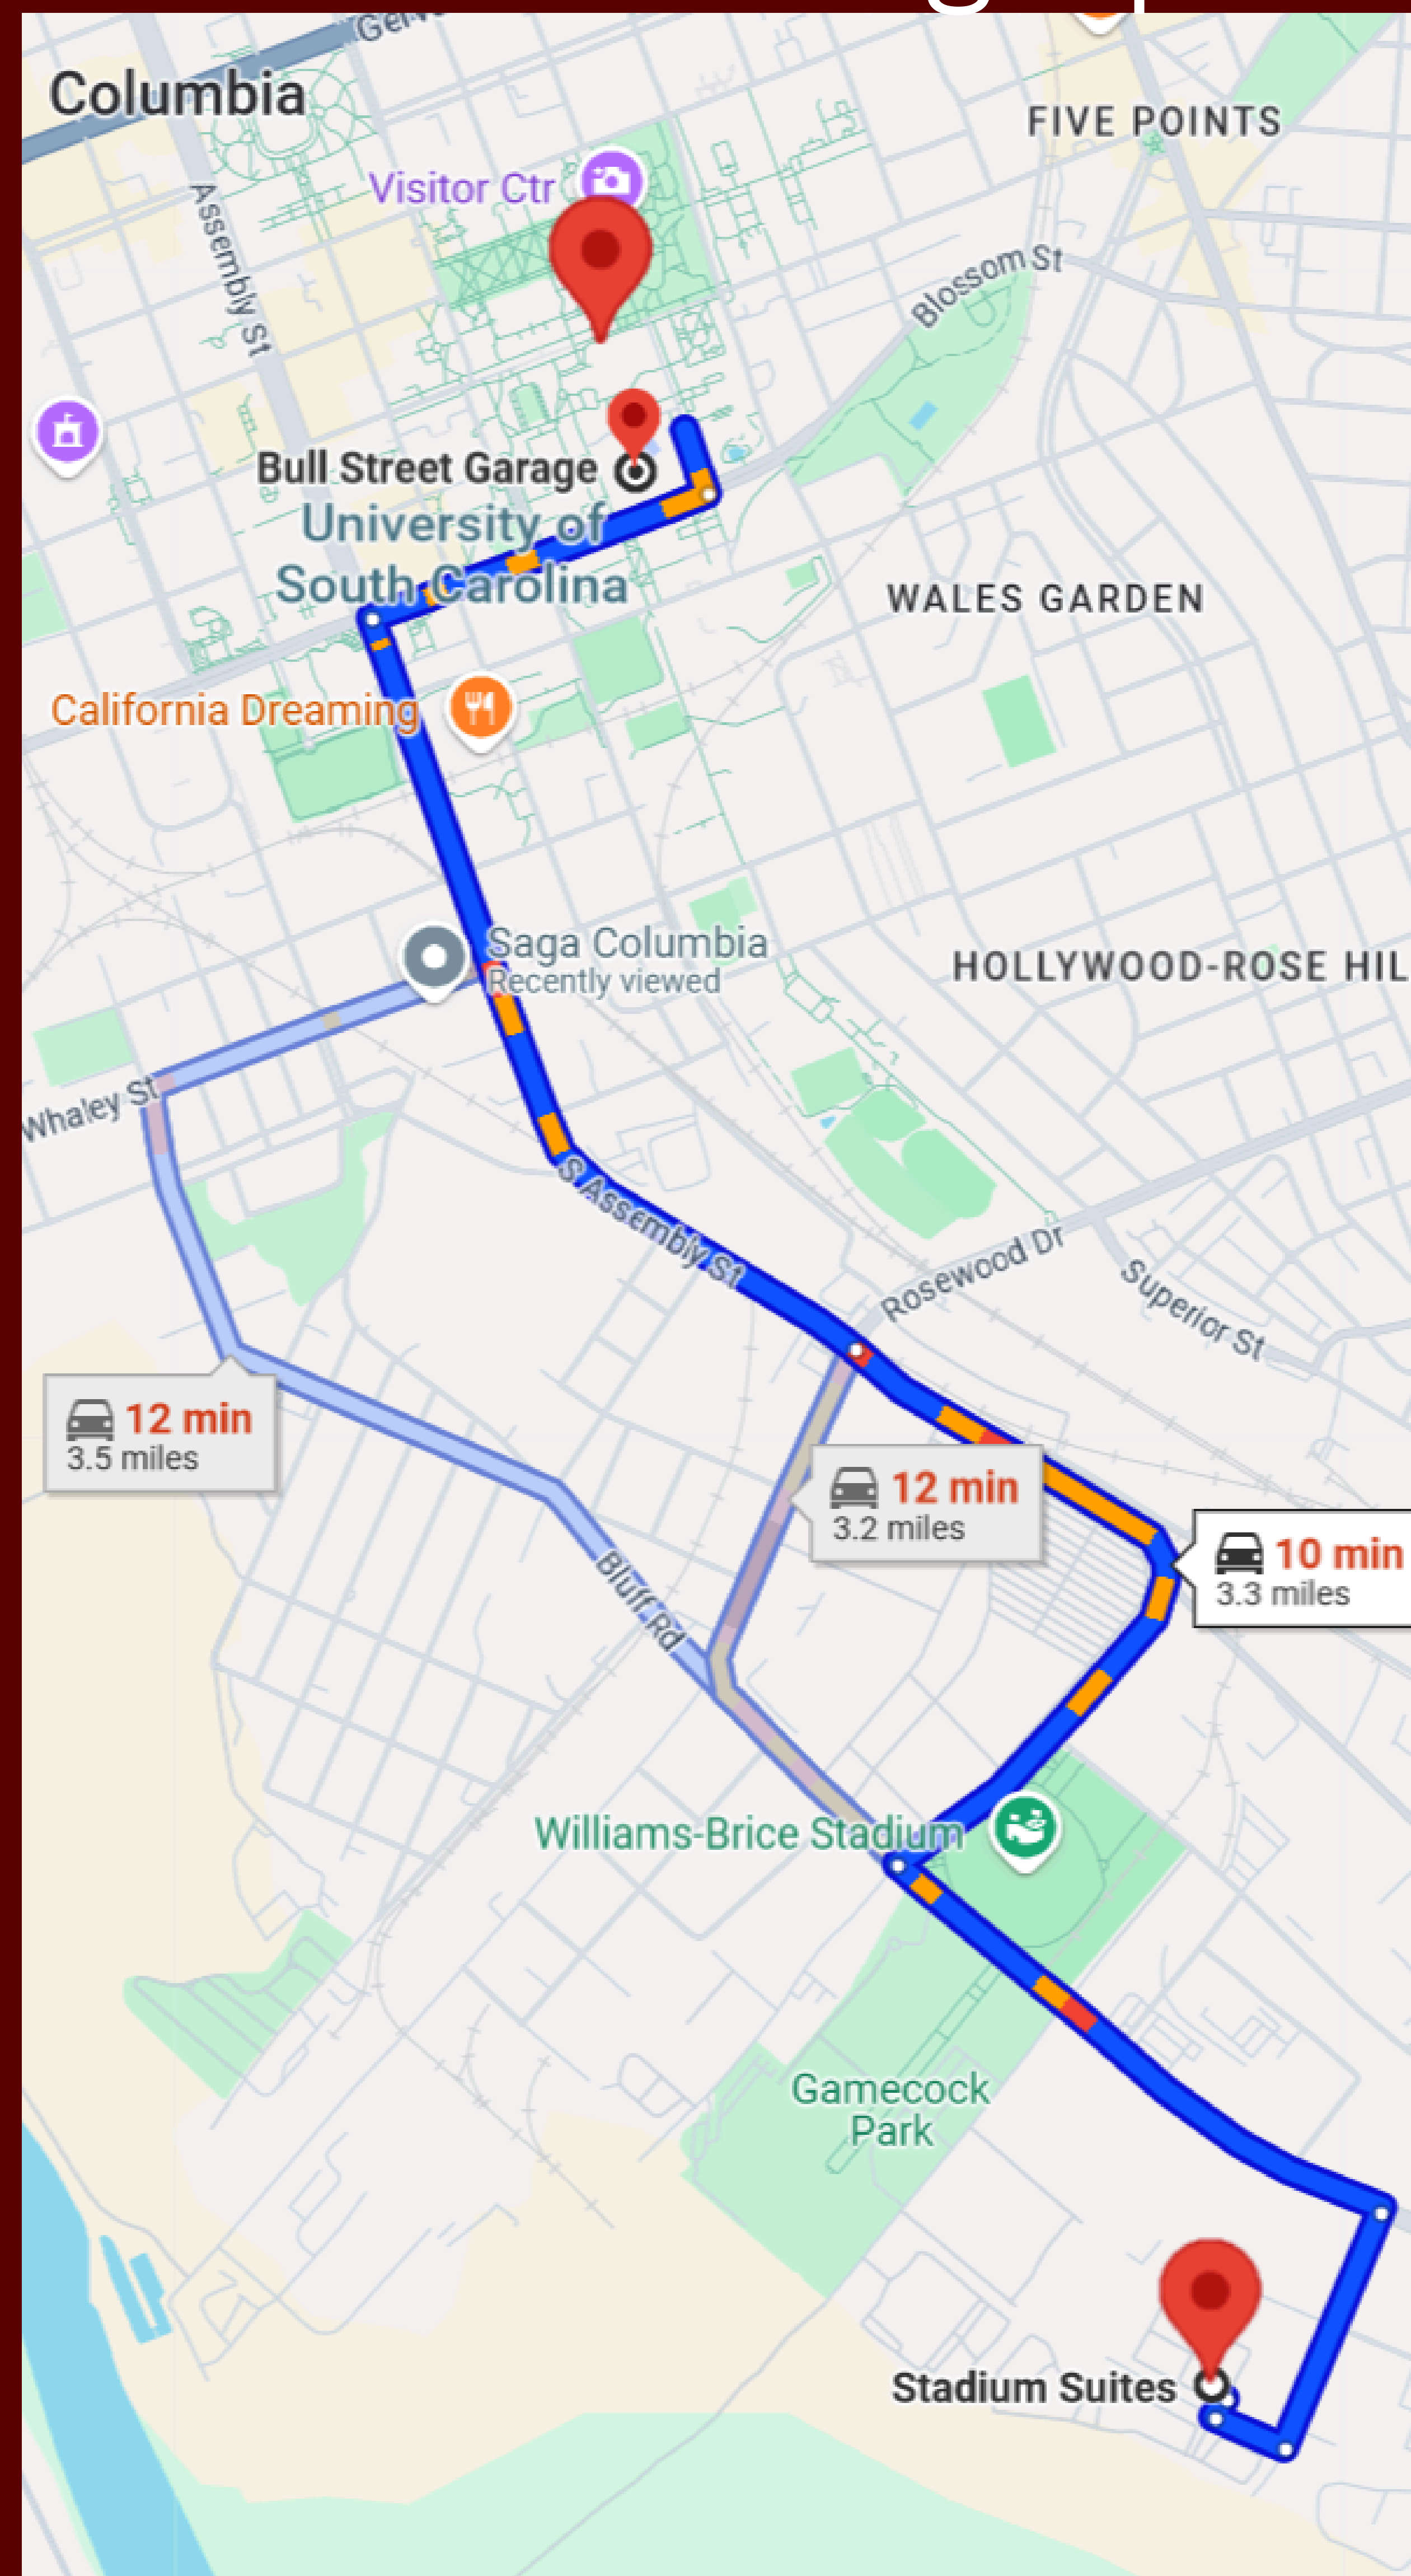 Columbia
FIVE POINTS
Visitor Ctr
Assembly St
Blossom St
Bull Street Garage
University of
South Carolina
WALES GARDEN
California Dreaming
Saga Columbia
Recently viewed
HOLLYWOOD-ROSE HIL
Whaley St
S Assembly St
Rosewood Dr
Superior St
12 min
3.5 miles
12 min
3.2 miles
10 min
3.3 miles
Bluff Rd
Williams-Brice Stadium
Gamecock
Park
Stadium Suites